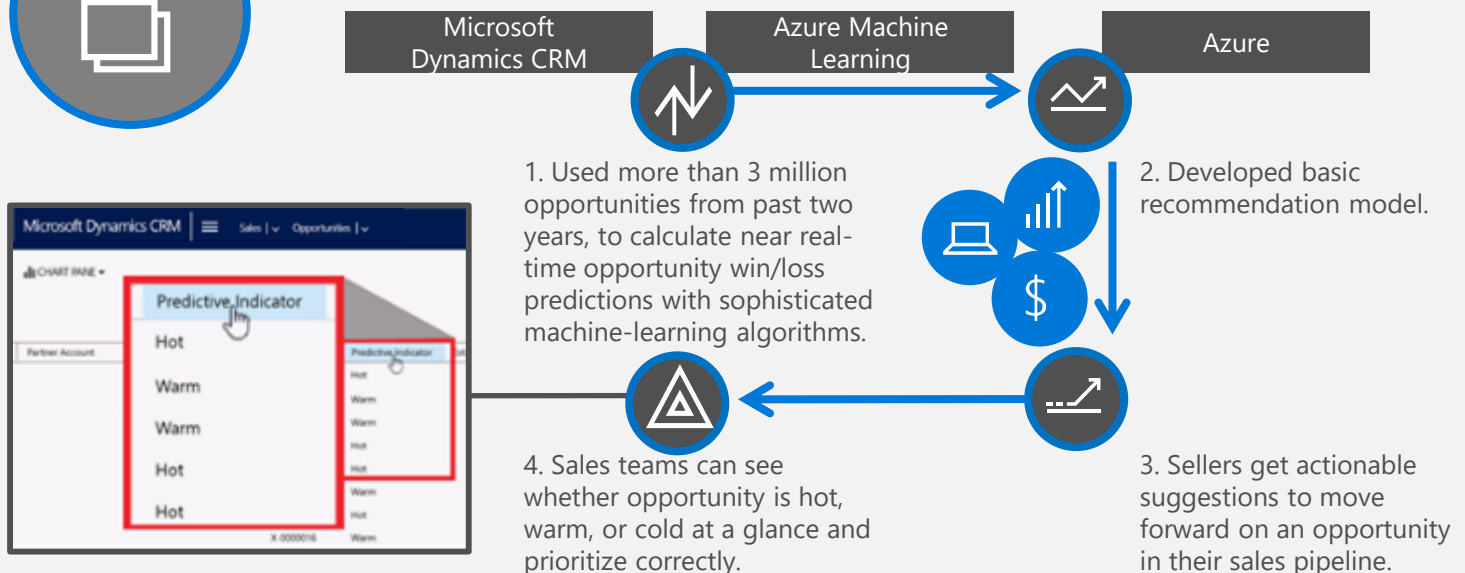 Microsoft
Dynamics CRM
Azure Machine
Learning
Azure
1. Used more than 3 million
opportunities from past two
years, to calculate near real-
time opportunity win/loss
predictions with sophisticated
machine-learning algorithms.
2. Developed basic
recommendation model.
$
Microsoft Dynamics CRM
Sales
Opportunities
CHART PANE
Predictive Indicator
Hot
Warm
Warm
Hot
Hot
Partner Account
Predictive Indicator
Hot
Warm
Warm
Hot
Hot
Warm
Hot
X-0000016 Warm
4. Sales teams can see
whether opportunity is hot,
warm, or cold at a glance and
prioritize correctly.
3. Sellers get actionable
suggestions to move
forward on an opportunity
in their sales pipeline.